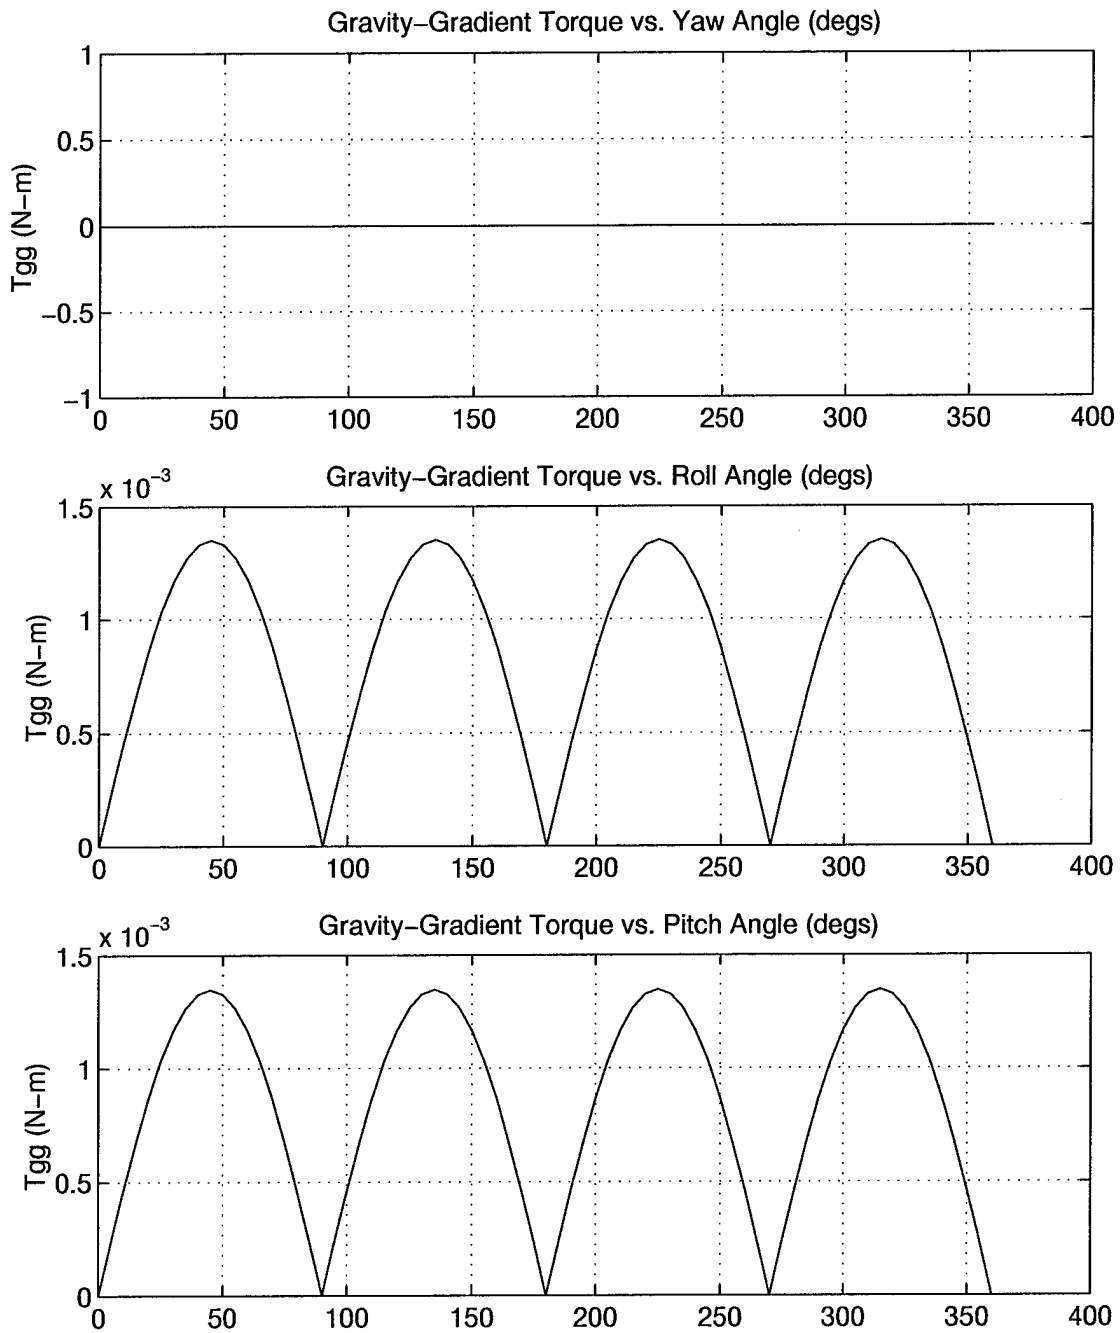 Gravity−Gradient Torque vs. Yaw Angle (degs)
1
0.5
0
−0.5
−1
Tgg (N−m)
0 50 100 150 200 250 300 350 400
Gravity−Gradient Torque vs. Roll Angle (degs)
x 10⁻³
1.5
1
0.5
0
Tgg (N−m)
0 50 100 150 200 250 300 350 400
Gravity−Gradient Torque vs. Pitch Angle (degs)
x 10⁻³
1.5
1
0.5
0
Tgg (N−m)
0 50 100 150 200 250 300 350 400